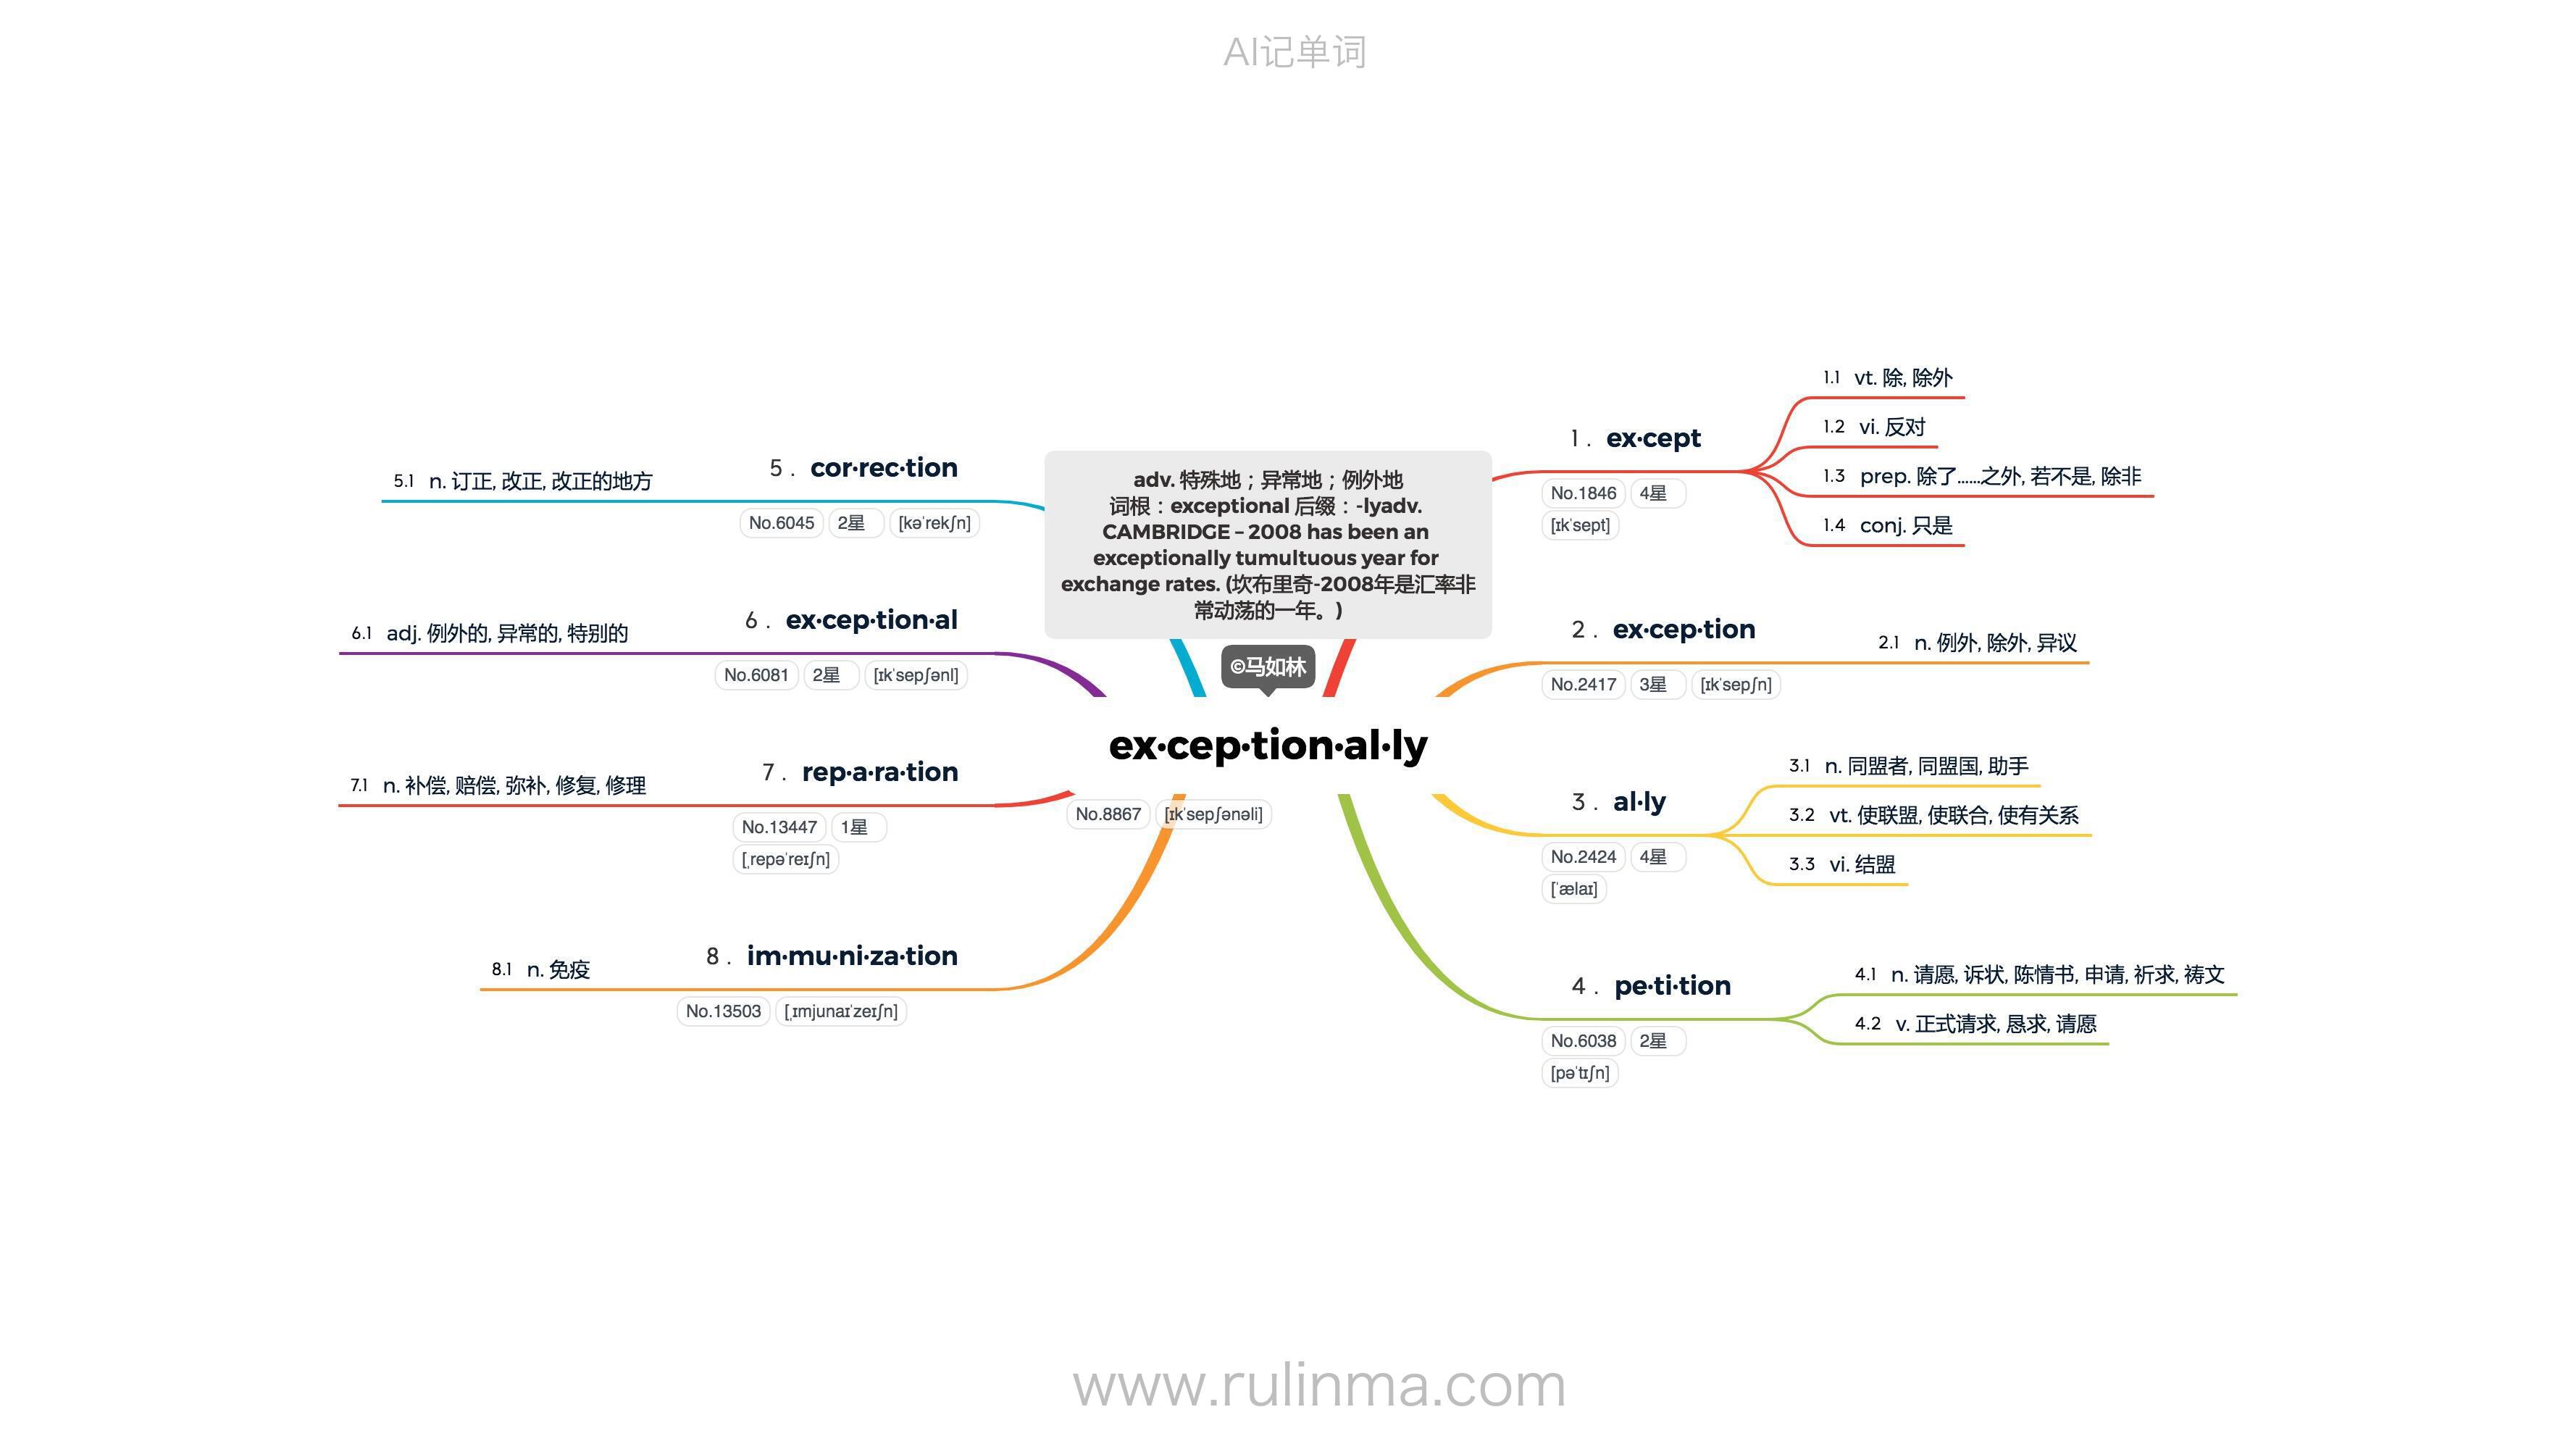 AI记单词
adv. 特殊地；异常地；例外地
词根：exceptional 后缀：-lyadv.
CAMBRIDGE – 2008 has been an
exceptionally tumultuous year for
exchange rates. (坎布里奇-2008年是汇率非
常动荡的一年。)
©马如林
ex·cep·tion·al·ly
No.8867 [ɪkˈsepʃənəli]
1 . ex·cept
No.1846 4星
[ɪkˈsept]
1.1 vt. 除, 除外
1.2 vi. 反对
1.3 prep. 除了……之外, 若不是, 除非
1.4 conj. 只是
2 . ex·cep·tion
No.2417 3星 [ɪkˈsepʃn]
2.1 n. 例外, 除外, 异议
3 . al·ly
No.2424 4星
[ˈælaɪ]
3.1 n. 同盟者, 同盟国, 助手
3.2 vt. 使联盟, 使联合, 使有关系
3.3 vi. 结盟
4 . pe·ti·tion
No.6038 2星
[pəˈtɪʃn]
4.1 n. 请愿, 诉状, 陈情书, 申请, 祈求, 祷文
4.2 v. 正式请求, 恳求, 请愿
5 . cor·rec·tion
No.6045 2星 [kəˈrekʃn]
5.1 n. 订正, 改正, 改正的地方
6 . ex·cep·tion·al
No.6081 2星 [ɪkˈsepʃənl]
6.1 adj. 例外的, 异常的, 特别的
7 . rep·a·ra·tion
No.13447 1星
[ˌrepəˈreɪʃn]
7.1 n. 补偿, 赔偿, 弥补, 修复, 修理
8 . im·mu·ni·za·tion
No.13503 [ˌɪmjunaɪˈzeɪʃn]
8.1 n. 免疫
www.rulinma.com